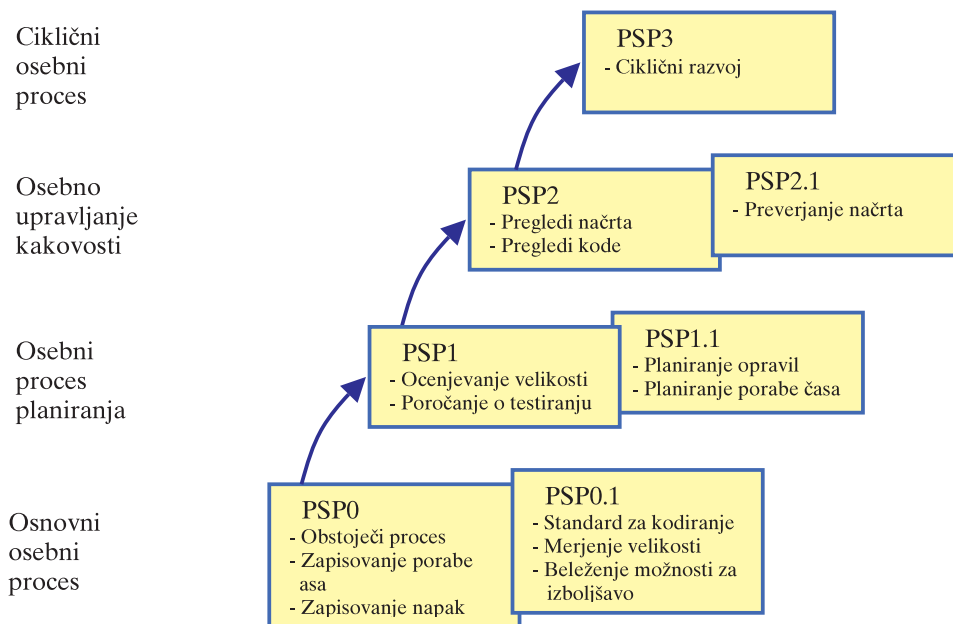 Ciklični
osebni
proces
PSP3
- Ciklični razvoj
Osebno
upravljanje
kakovosti
PSP2
- Pregledi načrta
- Pregledi kode
PSP2.1
- Preverjanje načrta
Osebni
proces
planiranja
PSP1
- Ocenjevanje velikosti
- Poročanje o testiranju
PSP1.1
- Planiranje opravil
- Planiranje porabe časa
Osnovni
osebni
proces
PSP0
- Obstoječi proces
- Zapisovanje porabe
asa
- Zapisovanje napak
PSP0.1
- Standard za kodiranje
- Merjenje velikosti
- Beleženje možnosti za
izboljšavo